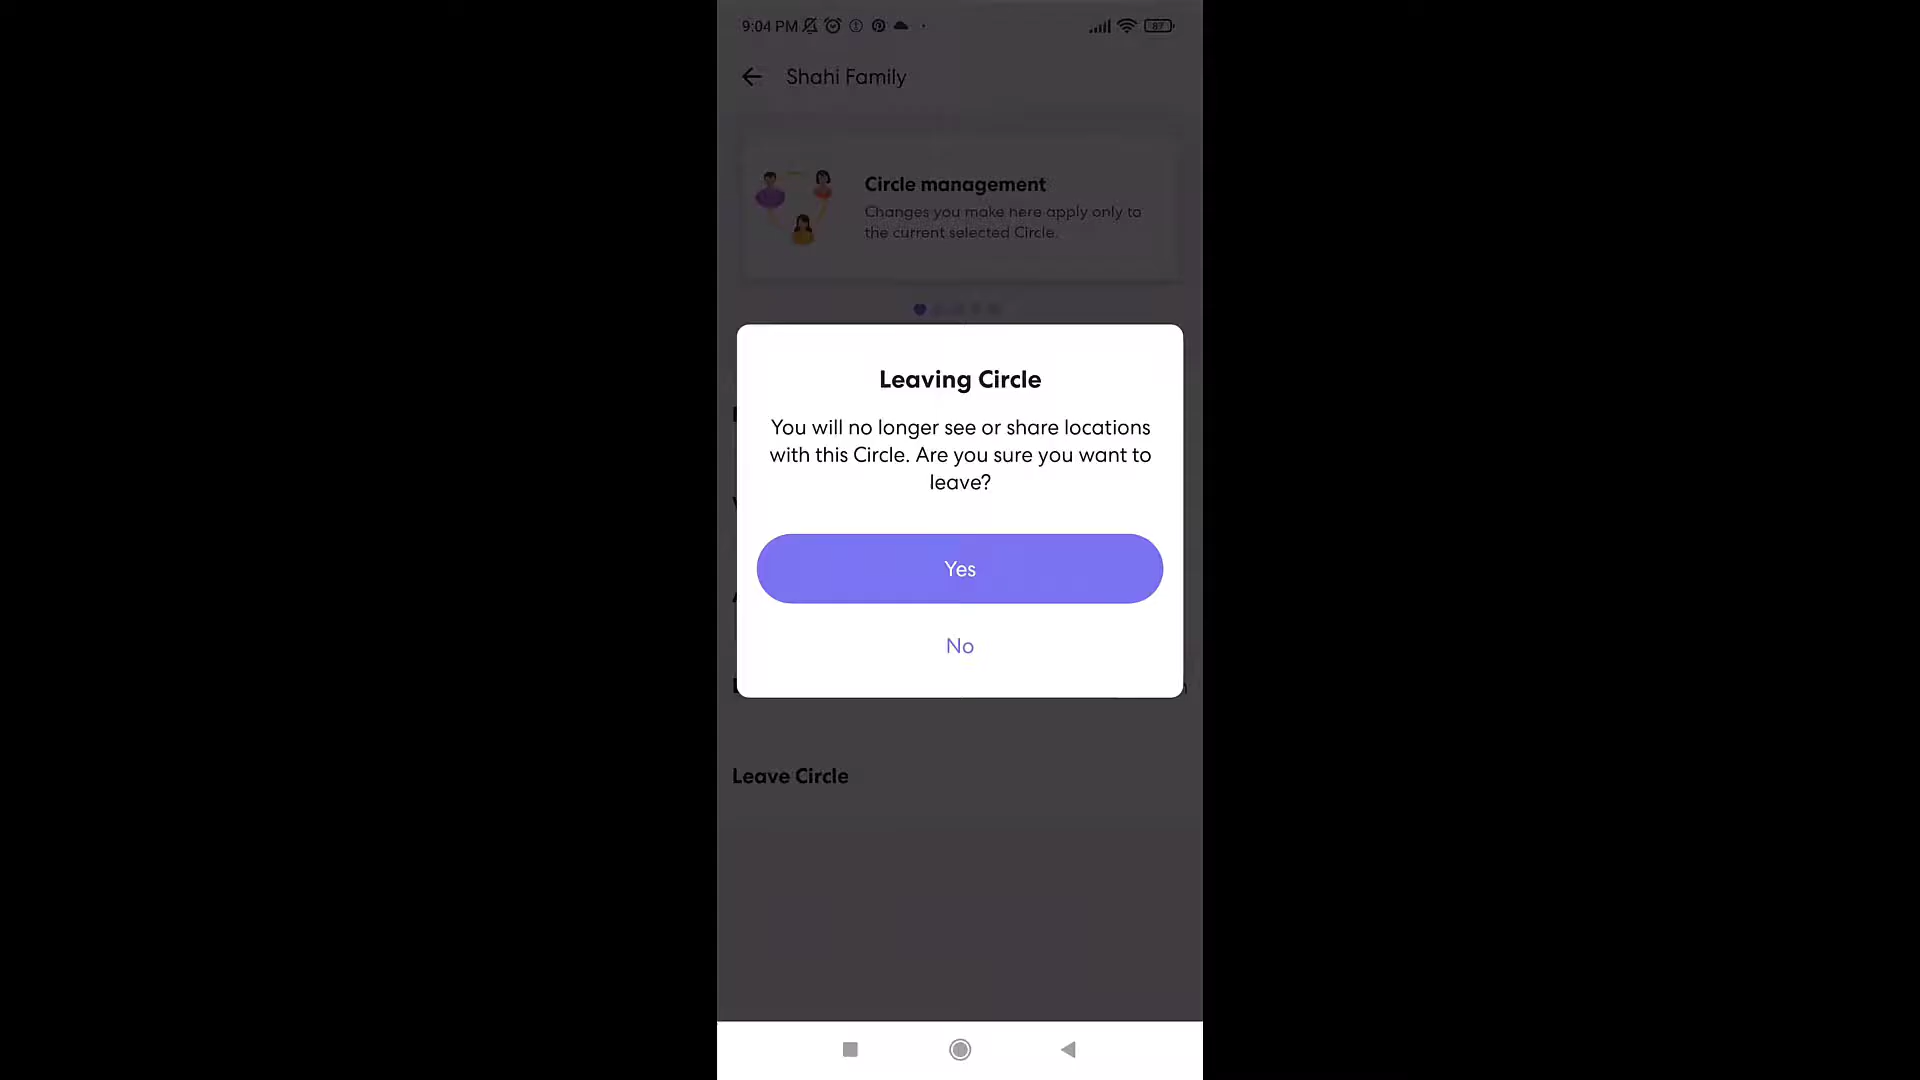 9:04 PM
87
Shahi Family
Circle management
Changes you make here apply only to
the current selected Circle.
Leaving Circle
You will no longer see or share locations
with this Circle. Are you sure you want to
leave?
Yes
No
Leave Circle